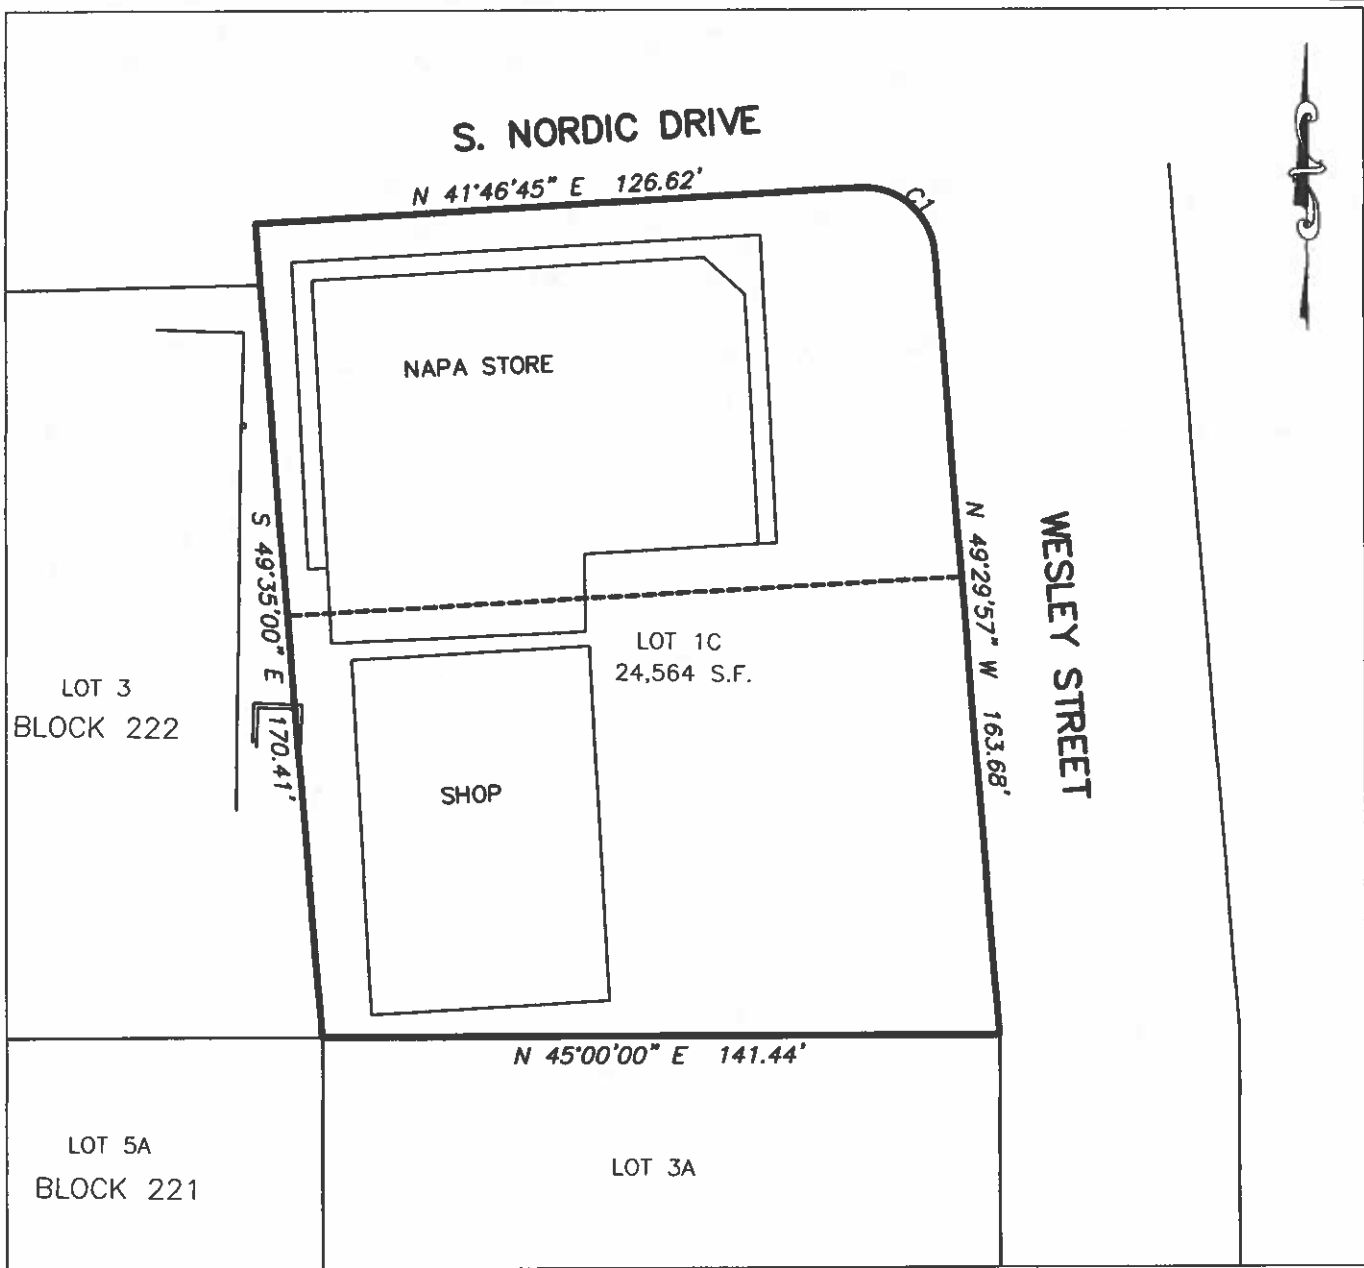 S. NORDIC DRIVE
N 41°46'45" E 126.62'
C1
NAPA STORE
S 49°35'00" E 170.41'
N 49°29'57" W 163.68'
WESLEY STREET
LOT 1C
24,564 S.F.
LOT 3
BLOCK 222
SHOP
N 45°00'00" E 141.44'
LOT 5A
BLOCK 221
LOT 3A